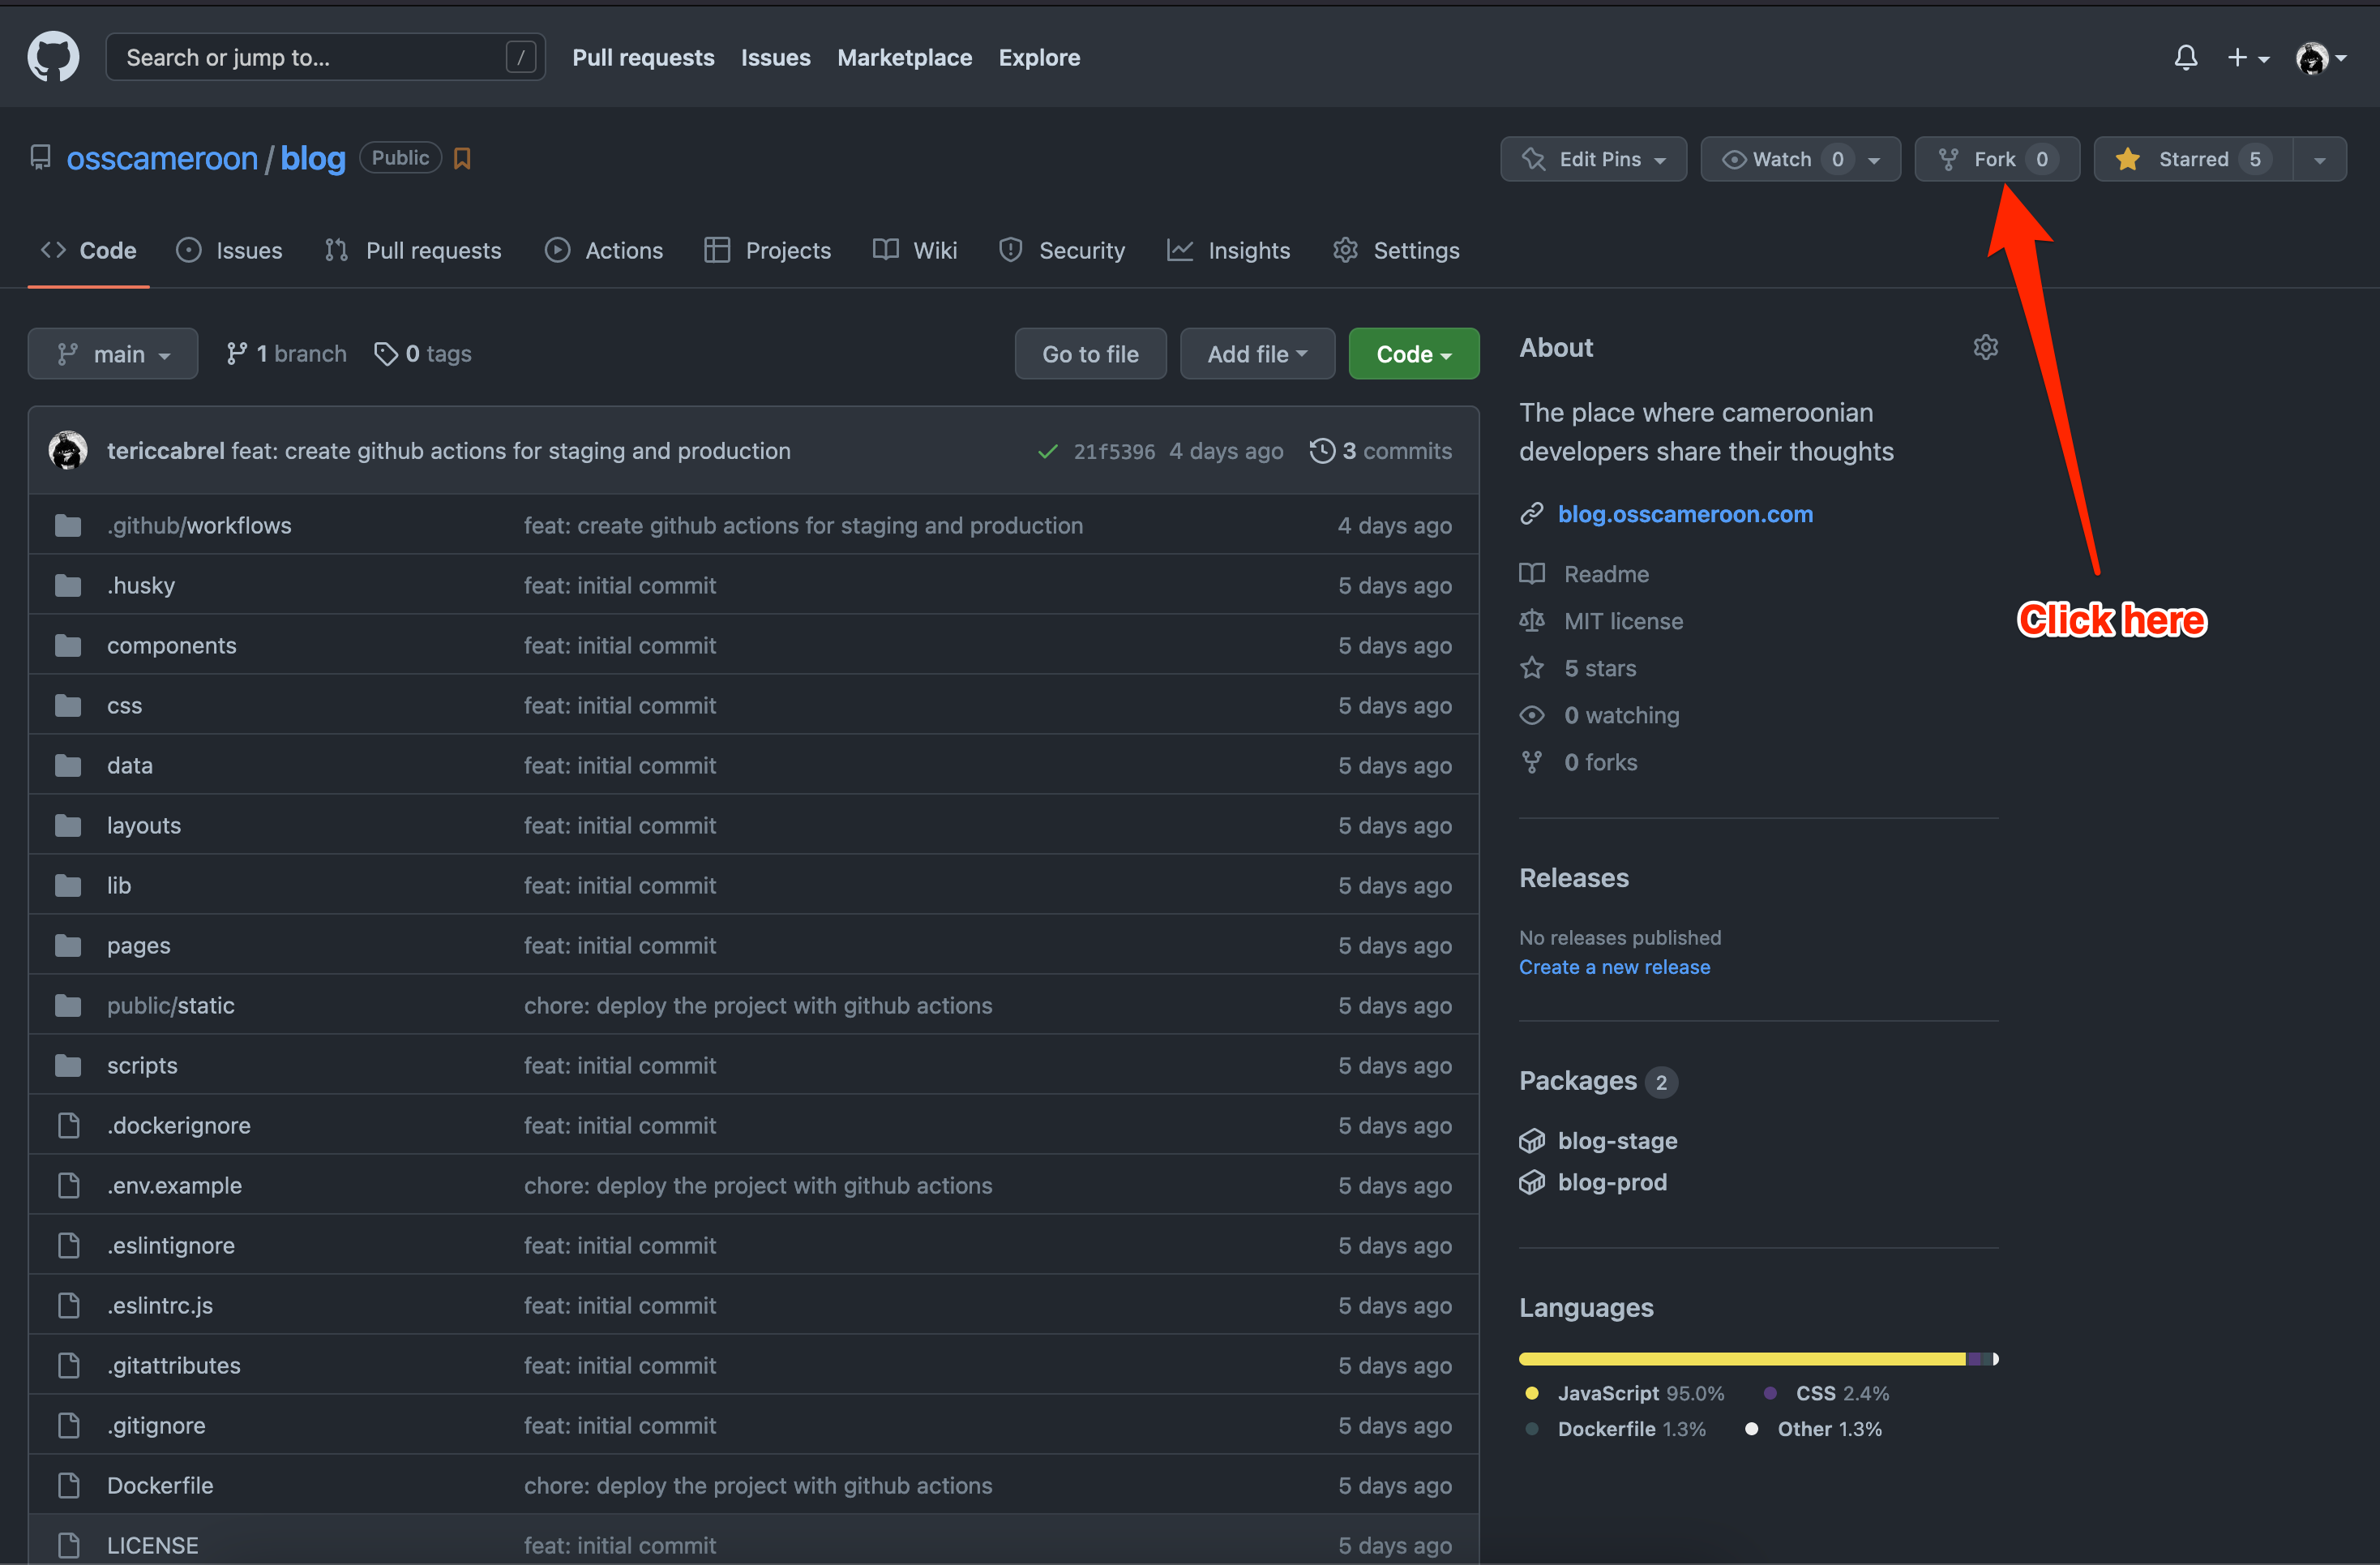 Search or jump to... /
Pull requests Issues Marketplace Explore
osscameroon / blog Public
Edit Pins Watch 0 Fork 0 Starred 5
Code Issues Pull requests Actions Projects Wiki Security Insights Settings
main 1 branch 0 tags Go to file Add file Code
tericcabrel feat: create github actions for staging and production 21f5396 4 days ago 3 commits
.github/workflows feat: create github actions for staging and production 4 days ago
.husky feat: initial commit 5 days ago
components feat: initial commit 5 days ago
css feat: initial commit 5 days ago
data feat: initial commit 5 days ago
layouts feat: initial commit 5 days ago
lib feat: initial commit 5 days ago
pages feat: initial commit 5 days ago
public/static chore: deploy the project with github actions 5 days ago
scripts feat: initial commit 5 days ago
.dockerignore feat: initial commit 5 days ago
.env.example chore: deploy the project with github actions 5 days ago
.eslintignore feat: initial commit 5 days ago
.eslintrc.js feat: initial commit 5 days ago
.gitattributes feat: initial commit 5 days ago
.gitignore feat: initial commit 5 days ago
Dockerfile chore: deploy the project with github actions 5 days ago
LICENSE feat: initial commit 5 days ago
About
The place where cameroonian
developers share their thoughts
blog.osscameroon.com
Readme
MIT license
5 stars
0 watching
0 forks
Click here
Releases
No releases published
Create a new release
Packages 2
blog-stage
blog-prod
Languages
JavaScript 95.0% CSS 2.4%
Dockerfile 1.3% Other 1.3%